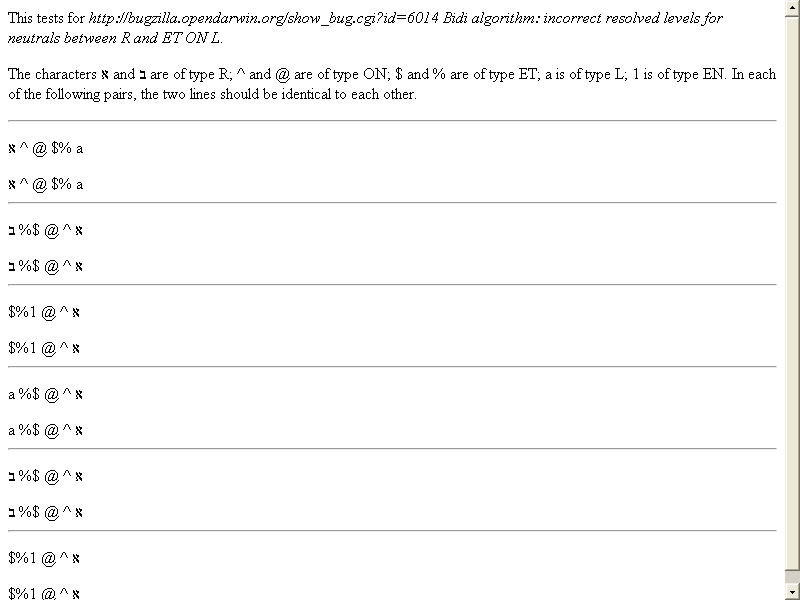 This tests for http://bugzilla.opendarwin.org/show_bug.cgi?id=6014 Bidi algorithm: incorrect resolved levels for
neutrals between R and ET ON L.
The characters א and ב are of type R; ^ and @ are of type ON; $ and % are of type ET; a is of type L; 1 is of type EN. In each
of the following pairs, the two lines should be identical to each other.
א ^ @ $% a
א ^ @ $% a
א ^ @ $% ב
א ^ @ $% ב
א ^ @ $%1
א ^ @ $%1
א ^ @ $% a
א ^ @ $% a
א ^ @ $% ב
א ^ @ $% ב
א ^ @ $%1
א ^ @ $%1